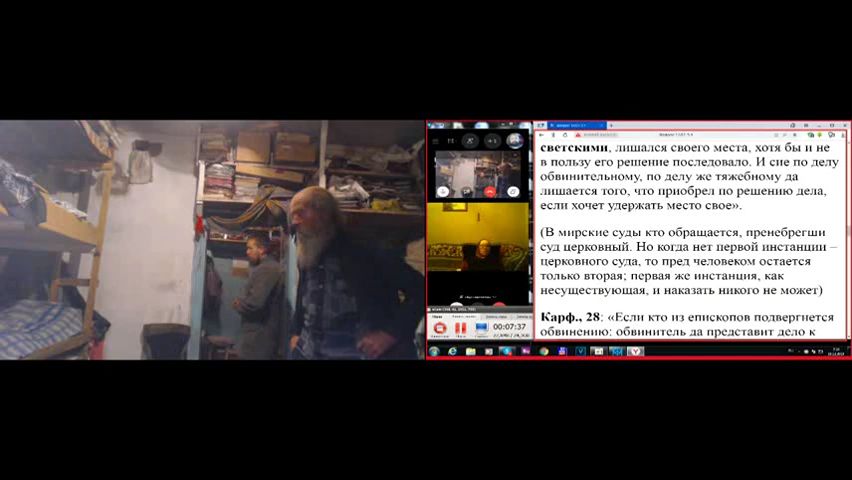 светскими, лишался своего места, хотя бы и не
в пользу его решение последовало. И сие по делу
обвинительному, по делу же тяжебному да
лишается того, что приобрел по решению дела,
если хочет удержать место свое».
(В мирские суды кто обращается, пренебрегши
суд церковный. Но когда нет первой инстанции –
церковного суда, то пред человеком остается
только вторая; первая же инстанция, как
несуществующая, и наказать никого не может)
Карф., 28: «Если кто из епископов подвергнется
обвинению: обвинитель да представит дело к
00:07:37